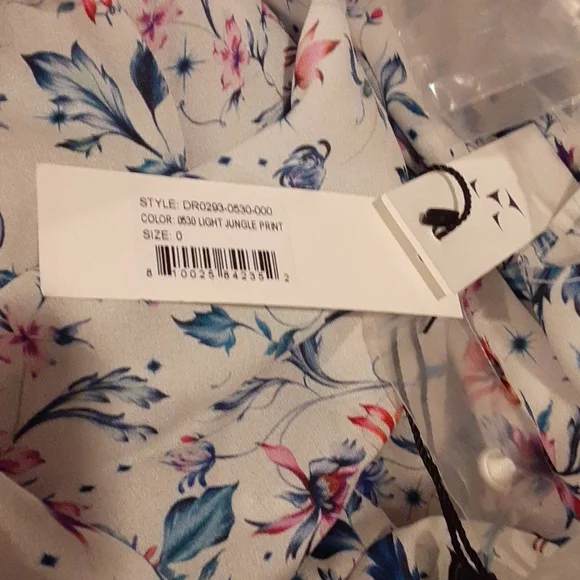 STYLE: DR0293-0530-000
COLOR: 0530 LIGHT JUNGLE PRINT
SIZE: 0
8 10025 84235 2